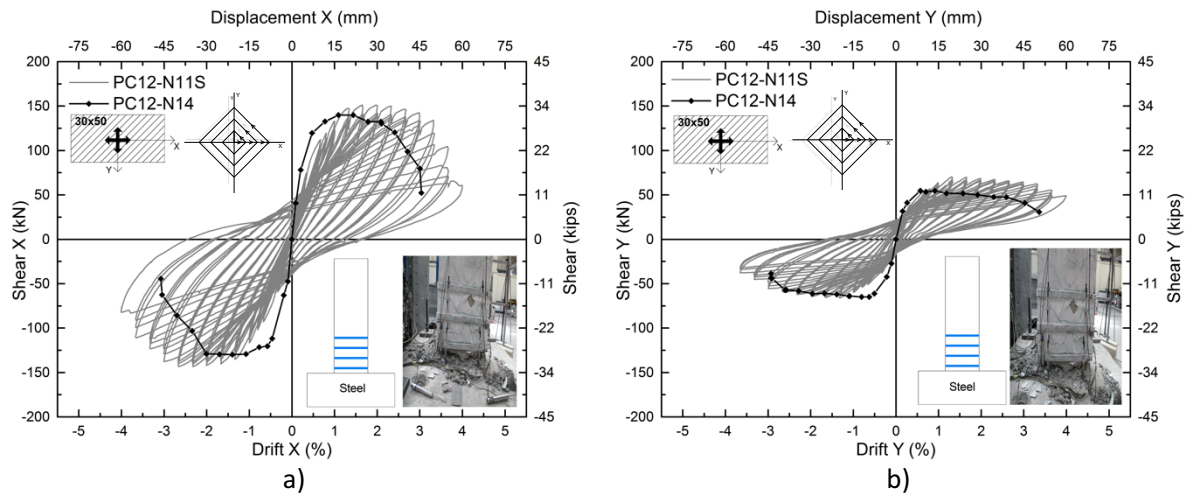 Displacement X (mm)
-75 -60 -45 -30 -15 0 15 30 45 60 75
200
150
100
50
0
-50
-100
-150
-200
Shear X (kN)
PC12-N11S
PC12-N14
30x50
X
Y
Y
X
Steel
45
34
22
11
0
-11
-22
-34
-45
Shear (kips)
-5 -4 -3 -2 -1 0 1 2 3 4 5
Drift X (%)
a)
Displacement Y (mm)
-75 -60 -45 -30 -15 0 15 30 45 60 75
200
150
100
50
0
-50
-100
-150
-200
Shear Y (kN)
PC12-N11S
PC12-N14
30x50
X
Y
Y
X
Steel
45
34
22
11
0
-11
-22
-34
-45
Shear Y (kips)
-5 -4 -3 -2 -1 0 1 2 3 4 5
Drift Y (%)
b)